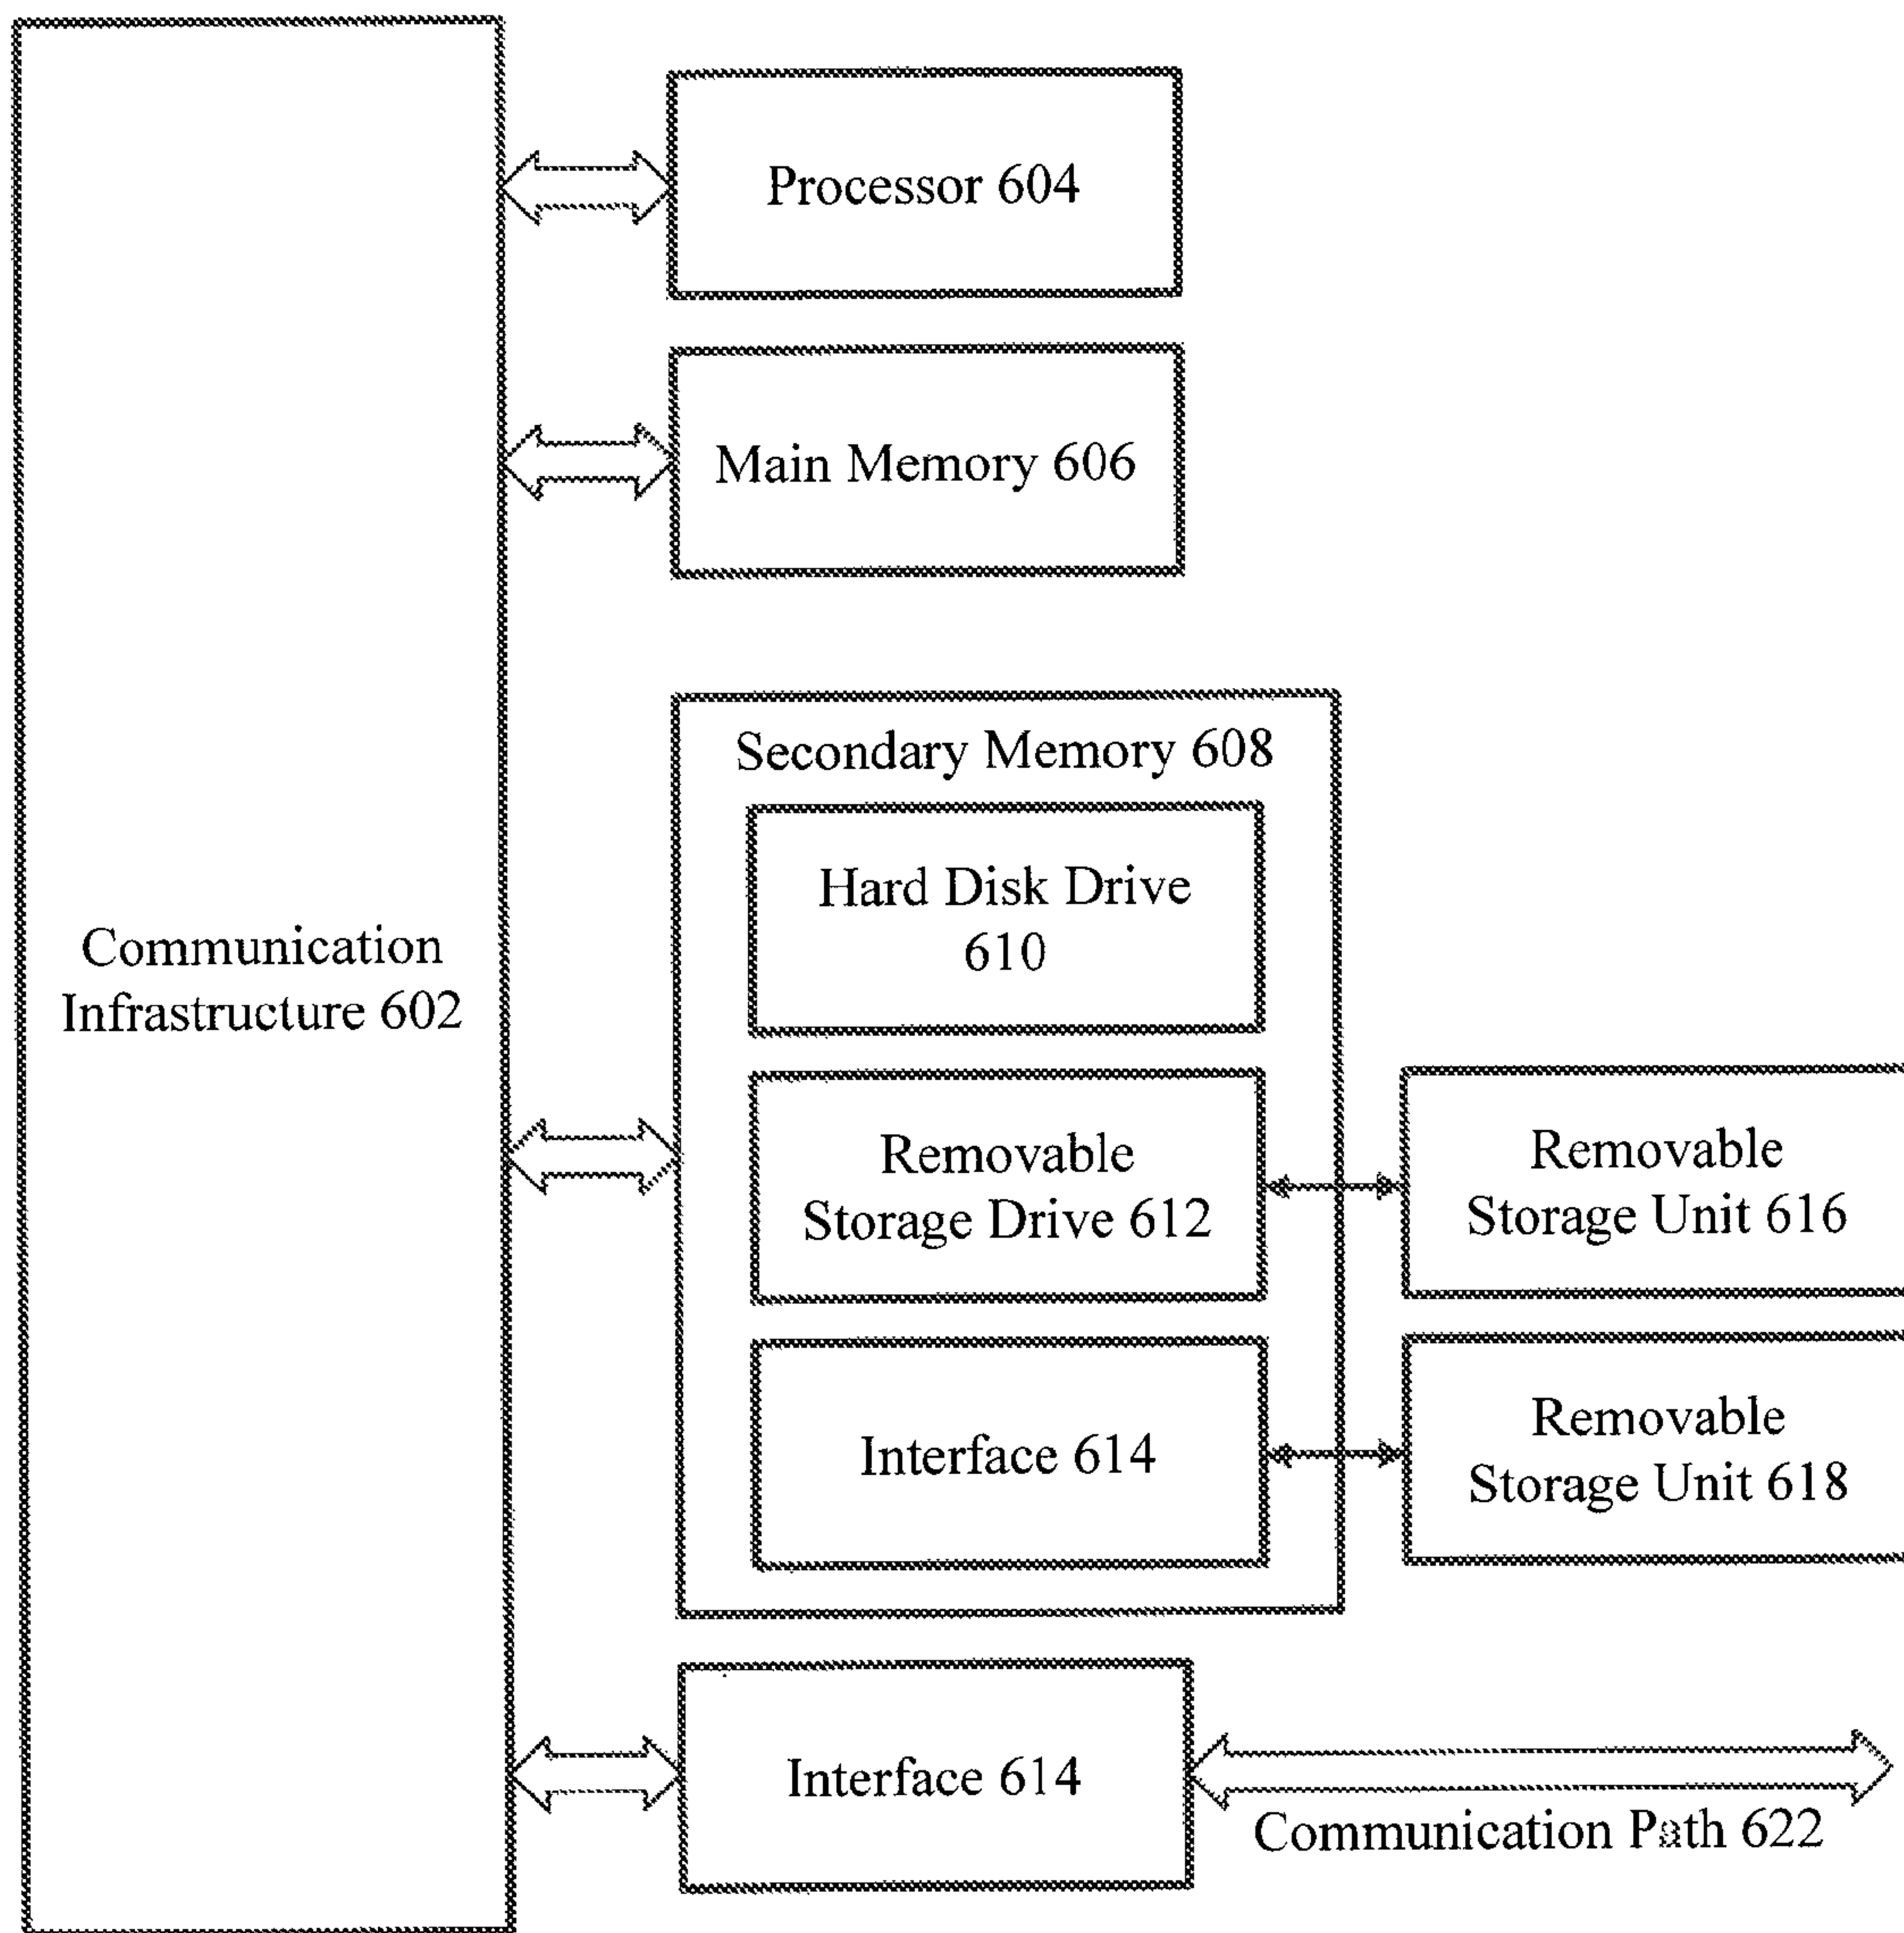 Processor 604
Main Memory 606
Secondary Memory 608
Hard Disk Drive
610
Communication
Infrastructure 602
Removable
Storage Drive 612
Removable
Storage Unit 616
Interface 614
Removable
Storage Unit 618
Interface 614
Communication Path 622